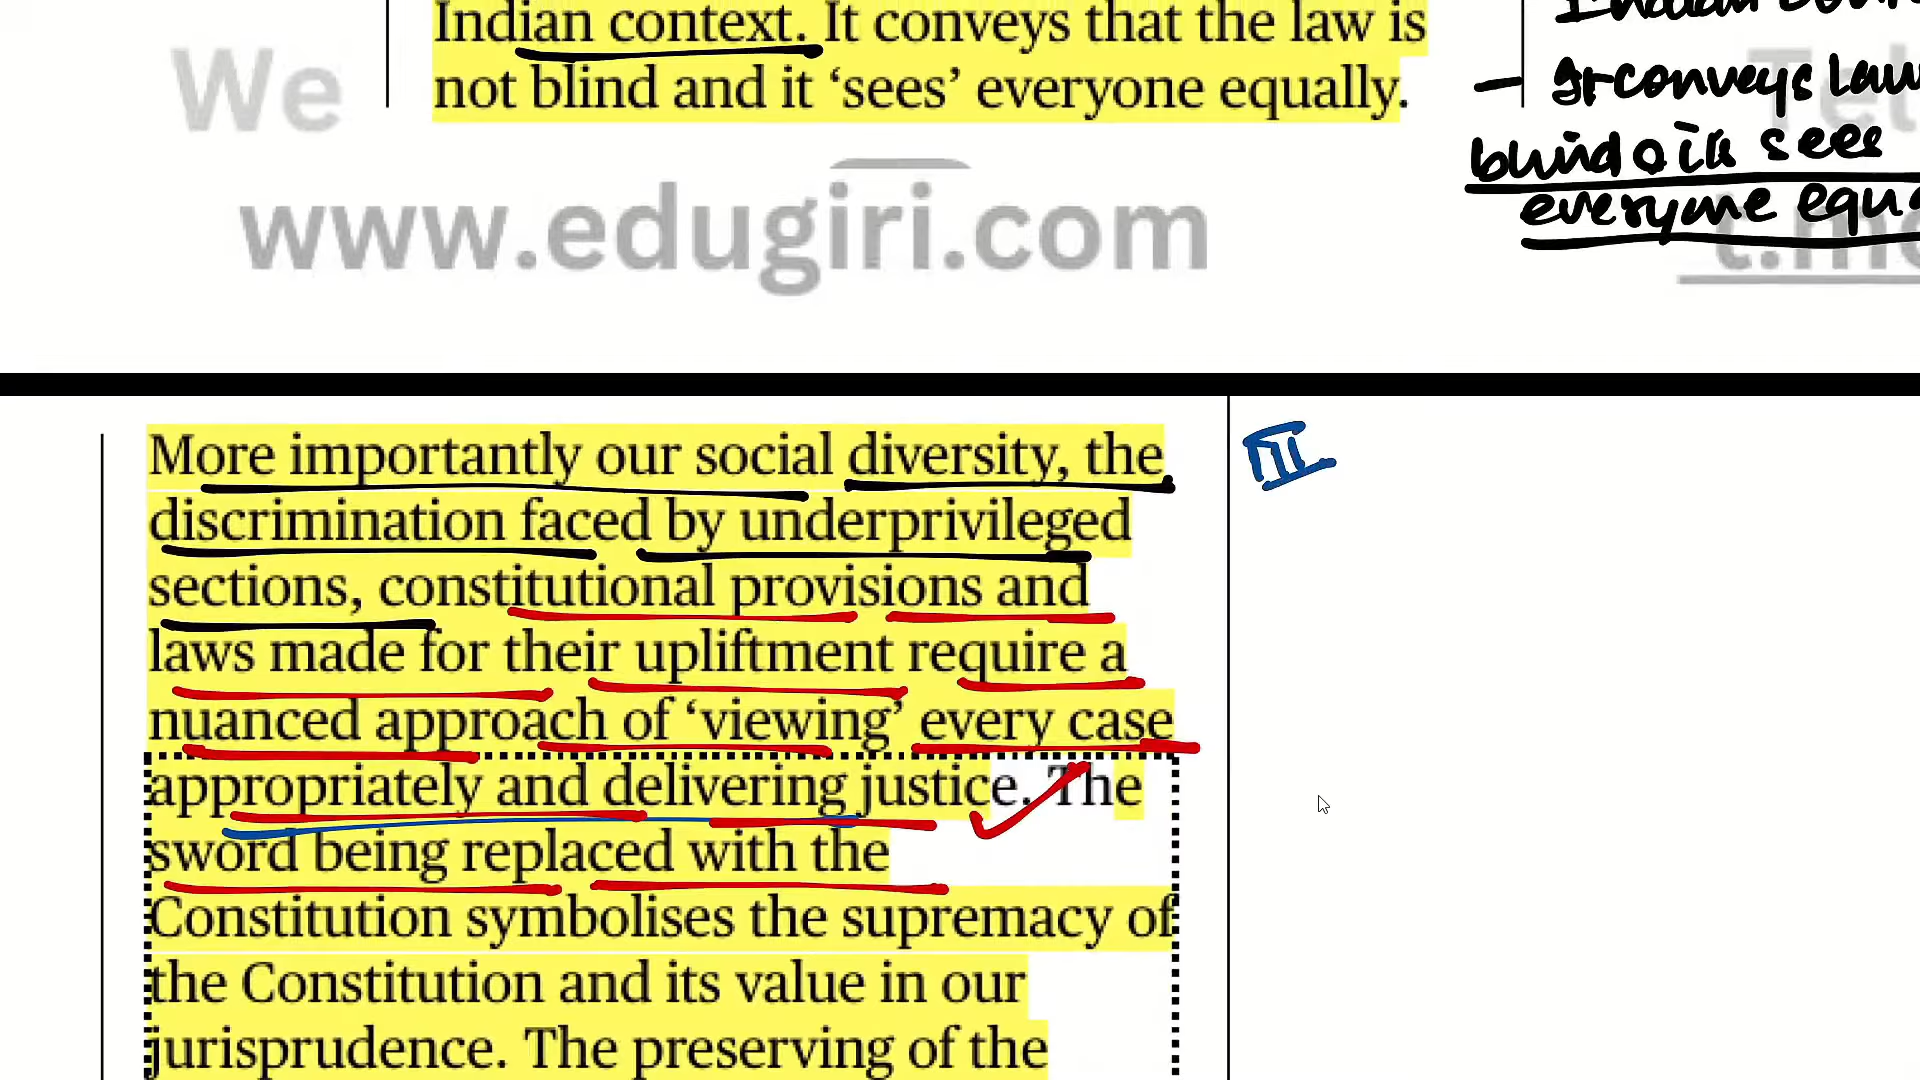 Indian context. It conveys that the law is
not blind and it ‘sees’ everyone equally.
We
www.edugiri.com
conveys law
blind & it sees
everyone equa
t.me
More importantly our social diversity, the
discrimination faced by underprivileged
sections, constitutional provisions and
laws made for their upliftment require a
nuanced approach of ‘viewing’ every case
appropriately and delivering justice. The
sword being replaced with the
Constitution symbolises the supremacy of
the Constitution and its value in our
jurisprudence. The preserving of the
III